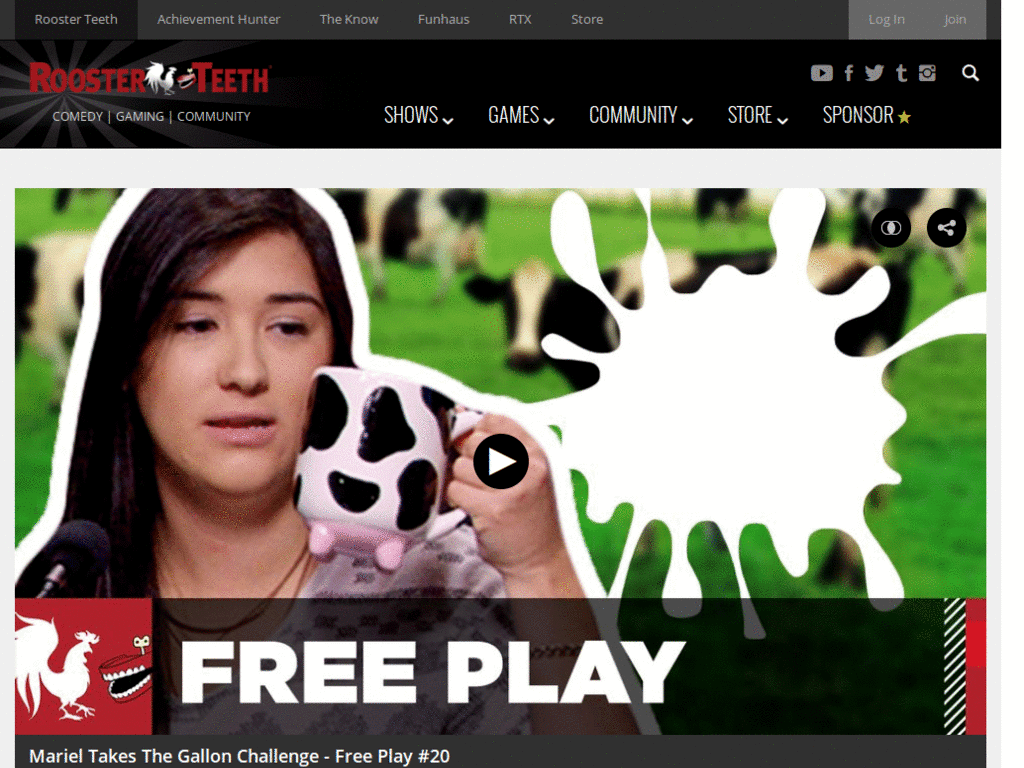 Rooster Teeth Achievement Hunter The Know Funhaus RTX Store Log In Join
ROOSTER TEETH
COMEDY | GAMING | COMMUNITY
SHOWS GAMES COMMUNITY STORE SPONSOR
FREE PLAY
Mariel Takes The Gallon Challenge - Free Play #20